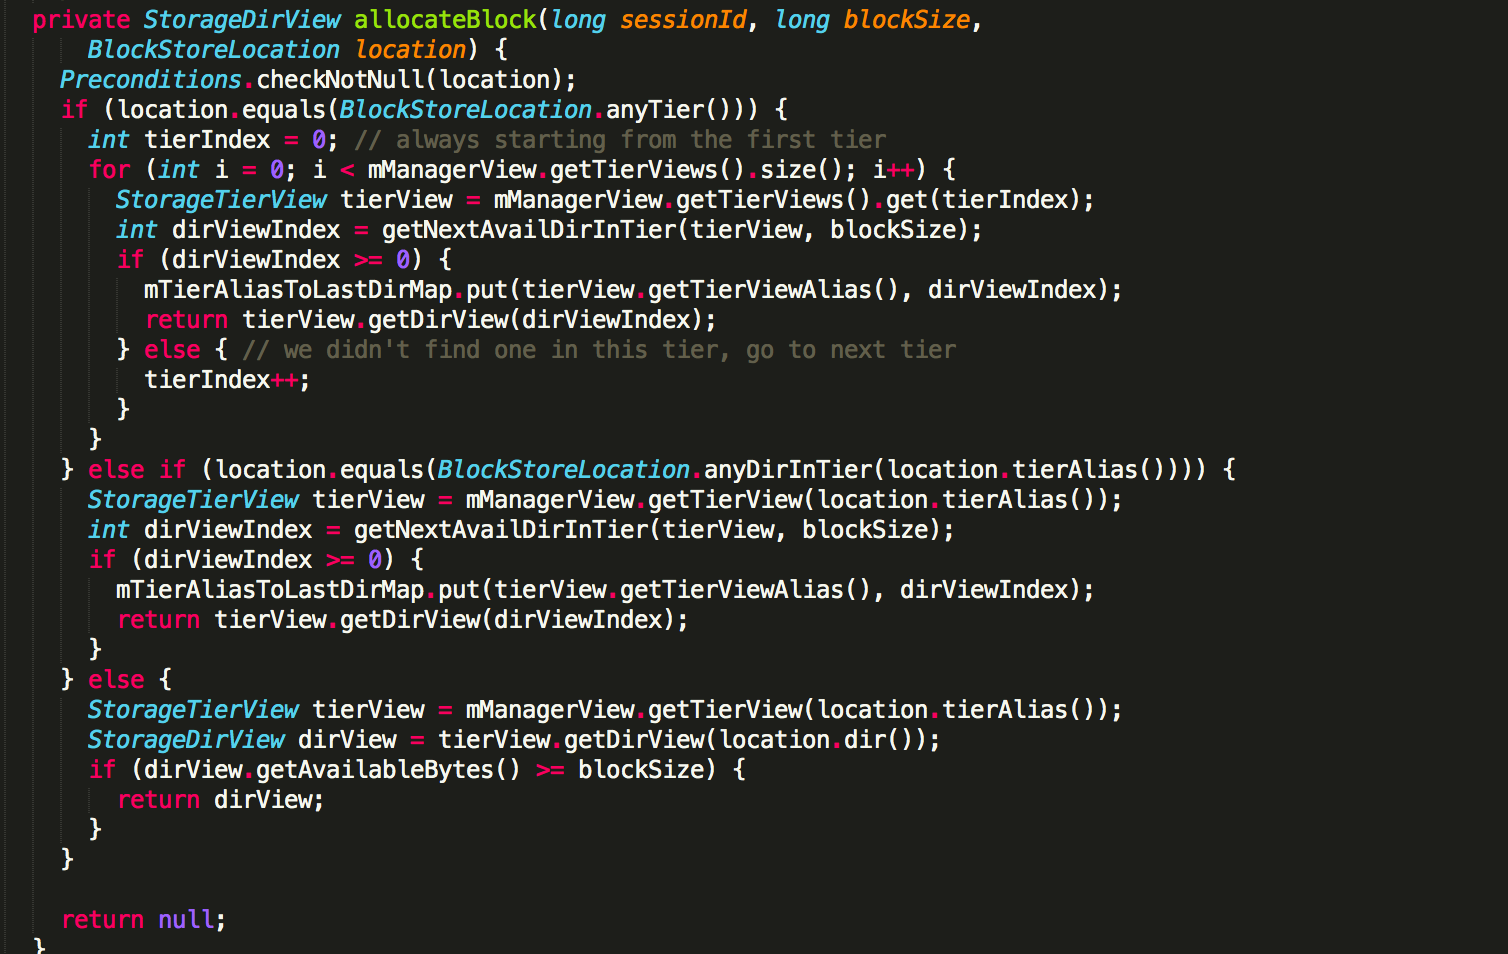 private StorageDirView allocateBlock(long sessionId, long blockSize,
    BlockStoreLocation location) {
  Preconditions.checkNotNull(location);
  if (location.equals(BlockStoreLocation.anyTier())) {
    int tierIndex = 0; // always starting from the first tier
    for (int i = 0; i < mManagerView.getTierViews().size(); i++) {
      StorageTierView tierView = mManagerView.getTierViews().get(tierIndex);
      int dirViewIndex = getNextAvailDirInTier(tierView, blockSize);
      if (dirViewIndex >= 0) {
        mTierAliasToLastDirMap.put(tierView.getTierViewAlias(), dirViewIndex);
        return tierView.getDirView(dirViewIndex);
      } else { // we didn't find one in this tier, go to next tier
        tierIndex++;
      }
    }
  } else if (location.equals(BlockStoreLocation.anyDirInTier(location.tierAlias()))) {
    StorageTierView tierView = mManagerView.getTierView(location.tierAlias());
    int dirViewIndex = getNextAvailDirInTier(tierView, blockSize);
    if (dirViewIndex >= 0) {
      mTierAliasToLastDirMap.put(tierView.getTierViewAlias(), dirViewIndex);
      return tierView.getDirView(dirViewIndex);
    }
  } else {
    StorageTierView tierView = mManagerView.getTierView(location.tierAlias());
    StorageDirView dirView = tierView.getDirView(location.dir());
    if (dirView.getAvailableBytes() >= blockSize) {
      return dirView;
    }
  }

  return null;
}